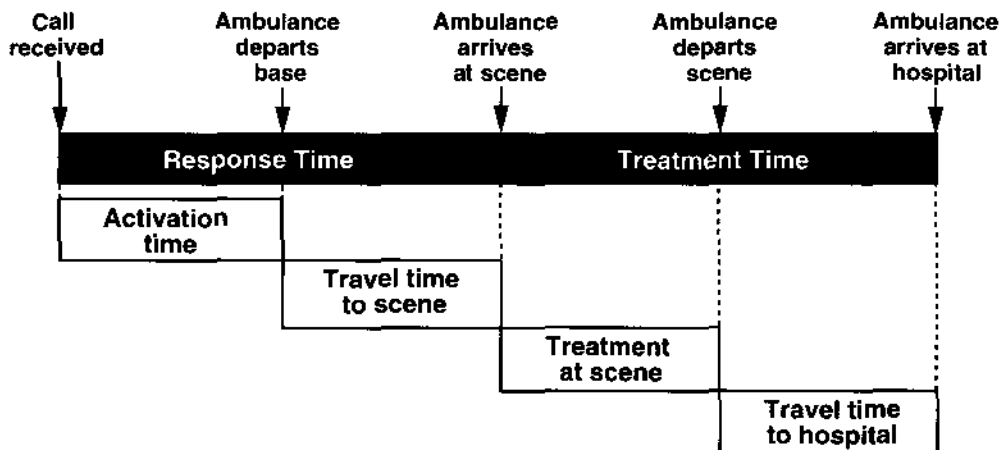 Call
received
Ambulance
departs
base
Ambulance
arrives
at scene
Ambulance
departs
scene
Ambulance
arrives at
hospital
Response Time
Treatment Time
Activation
time
Travel time
to scene
Treatment
at scene
Travel time
to hospital